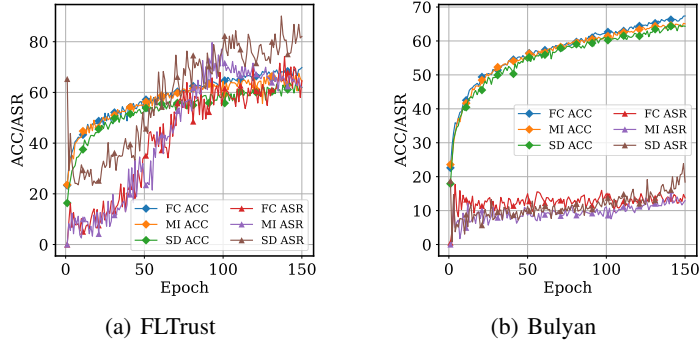 ACC/ASR
80
60
40
20
0
FC ACC
MI ACC
SD ACC
FC ASR
MI ASR
SD ASR
0 50 100 150
Epoch
(a) FLTrust
ACC/ASR
70
60
50
40
30
20
10
0
FC ACC
MI ACC
SD ACC
FC ASR
MI ASR
SD ASR
0 50 100 150
Epoch
(b) Bulyan